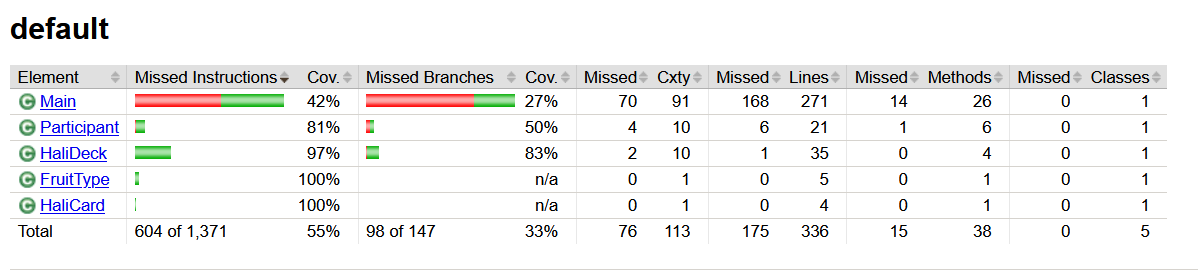 default
Element Missed Instructions Cov. Missed Branches Cov. Missed Cxty Missed Lines Missed Methods Missed Classes
C Main 42% 27% 70 91 168 271 14 26 0 1
C Participant 81% 50% 4 10 6 21 1 6 0 1
C HaliDeck 97% 83% 2 10 1 35 0 4 0 1
C FruitType 100% n/a 0 1 0 5 0 1 0 1
C HaliCard 100% n/a 0 1 0 4 0 1 0 1
Total 604 of 1,371 55% 98 of 147 33% 76 113 175 336 15 38 0 5